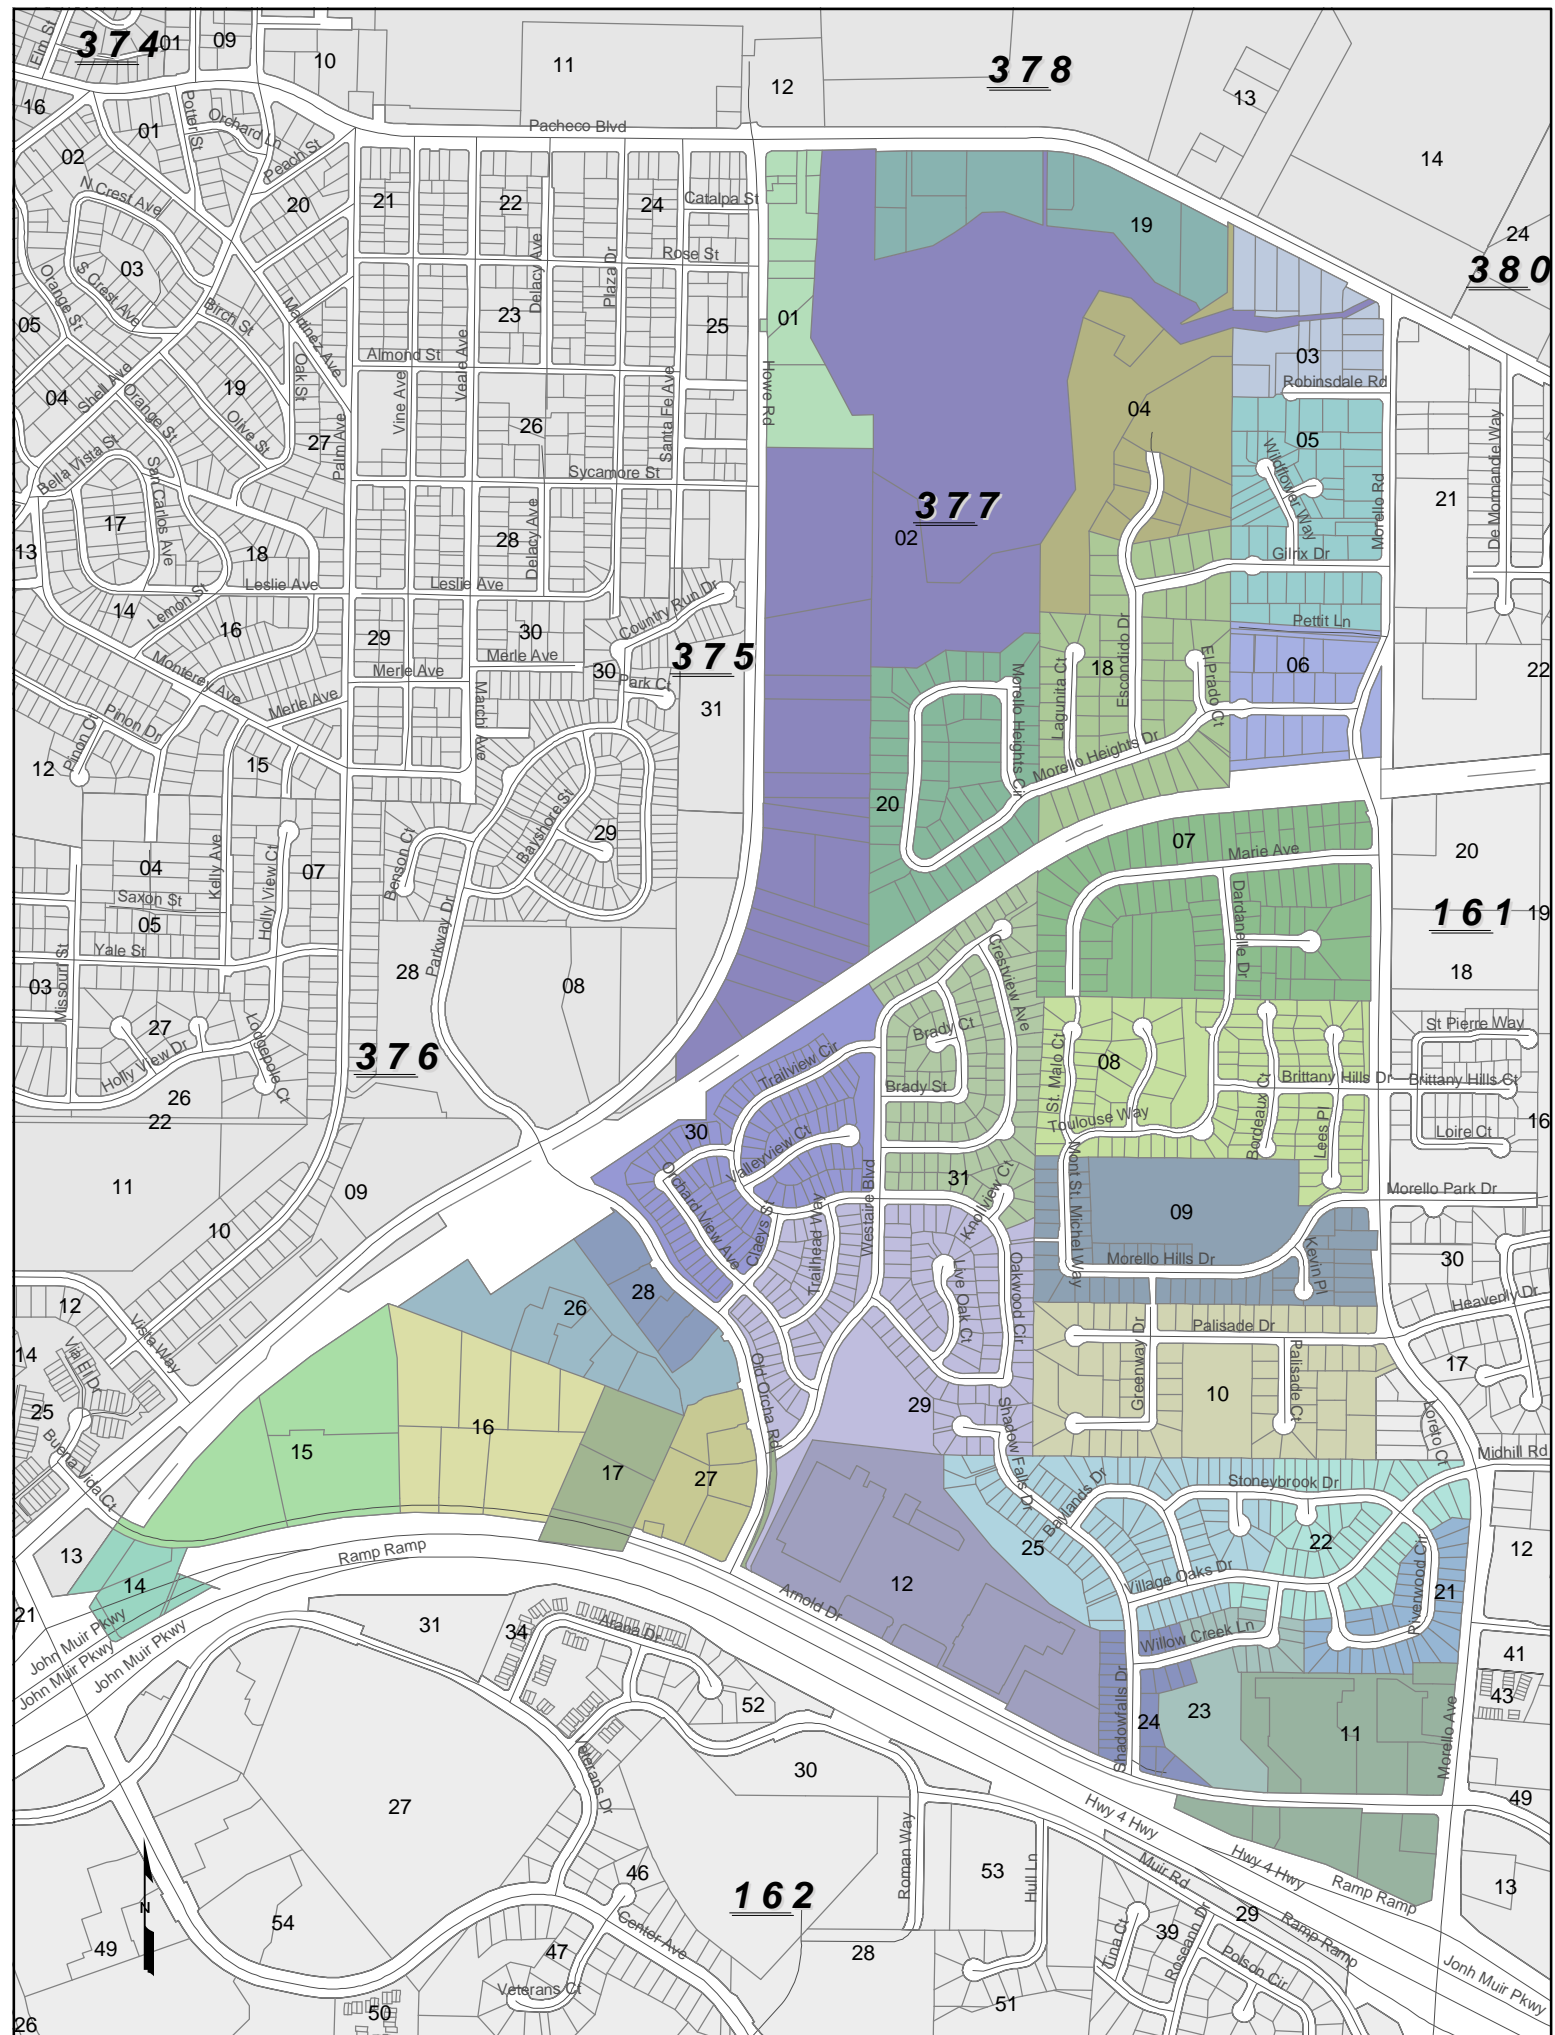 Elm St
374
01
09
10
11
12
378
13
14
16
01
02
Potter St
Orchard Ln
Peach St
Pacheco Blvd
N Crest Ave
20
21
22
24
Catalpa St
19
24
380
03
S Crest Ave
Orange St
05
Birch St
Martinez Ave
Delacy Ave
Plaza Dr
Rose St
23
25
01
Almond St
Veale Ave
Howe Rd
03
Robinsdale Rd
04
Shell Ave
Orange St
19
Olive St
Oak St
27
Palm Ave
Vine Ave
26
Santa Fe Ave
04
05
Wildflower Way
Morello Rd
De Mormandie Way
21
Bella Vista St
San Carlos Ave
Sycamore St
377
02
17
18
13
28
Delacy Ave
Gilrix Dr
Leslie Ave
Leslie Ave
Country Run Dr
14
Lemon St
16
29
30
Merle Ave
Merle Ave
30
Park Ct
375
31
Pettit Ln
06
22
Escondido Dr
El Prado Ct
18
Lagunita Ct
Morello Heights Cir
Morello Heights Dr
Monterey Ave
Merle Ave
Pinon Dr
Pinon Ct
12
15
Marchi Ave
20
29
Bayshore St
Benson Ct
04
Saxon St
05
Yale St
Kelly Ave
Holly View Ct
07
07
Marie Ave
20
161
19
18
Missouri St
03
27
Holly View Dr
Lodgepole Ct
26
22
376
28
Parkway Dr
08
Crestview Ave
Dardanelle Dr
Brady Ct
Brady St
Trailview Cir
St. Malo Ct
08
Toulouse Way
Bordeaux Ct
Lees Pl
Brittany Hills Dr
Brittany Hills Ct
St Pierre Way
Loire Ct
16
30
Valleyview Ct
Orchard View Ave
Claeys St
Trailhead Way
Westaire Blvd
31
Knollview Ct
Mont St. Michel Way
09
Morello Park Dr
Morello Hills Dr
Kevin Pl
30
Heavenly Dr
11
10
09
12
14
Via El Dr
Vista Way
25
Buena Vida Ct
28
26
Live Oak Ct
Oakwood Cir
Palisade Dr
Greenway Dr
10
Palisade Ct
17
Loreto Ct
Midhill Rd
15
16
17
27
Old Orcha Rd
29
Shadow Falls Dr
Stoneybrook Dr
Baylands Dr
25
22
Village Oaks Dr
Riverwood Cir
21
12
13
14
Ramp Ramp
Arnold Dr
12
Willow Creek Ln
21
John Muir Pkwy
John Muir Pkwy
John Muir Pkwy
31
34
Arana Dr
52
Shadowfalls Dr
24
23
11
Morello Ave
41
43
49
27
Veterans Dr
30
Roman Way
Hwy 4 Hwy
Hwy 4 Hwy
Ramp Ramp
53
Hull Ln
Muir Rd
46
162
Center Ave
N
54
49
47
Veterans Ct
50
26
28
51
Tina Ct
39
Roseann Dr
29
Polson Cir
Ramp Ramp
13
Jonh Muir Pkwy